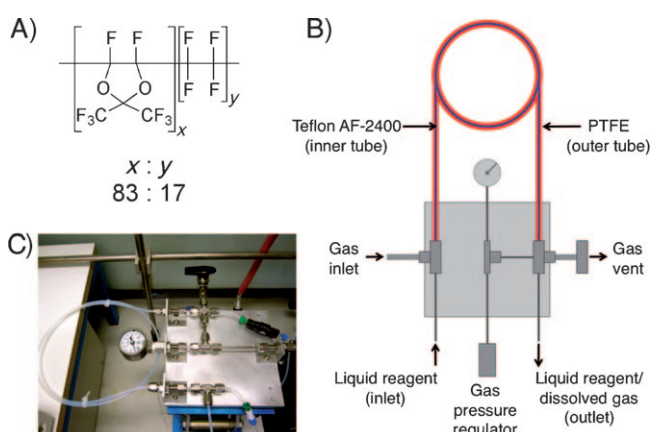 A)
F F F F
O O F F
F₃C CF₃
x
y
x : y
83 : 17
B)
Teflon AF-2400
(inner tube)
PTFE
(outer tube)
Gas
inlet
Gas
vent
Liquid reagent
(inlet)
Gas
pressure
regulator
Liquid reagent/
dissolved gas
(outlet)
C)